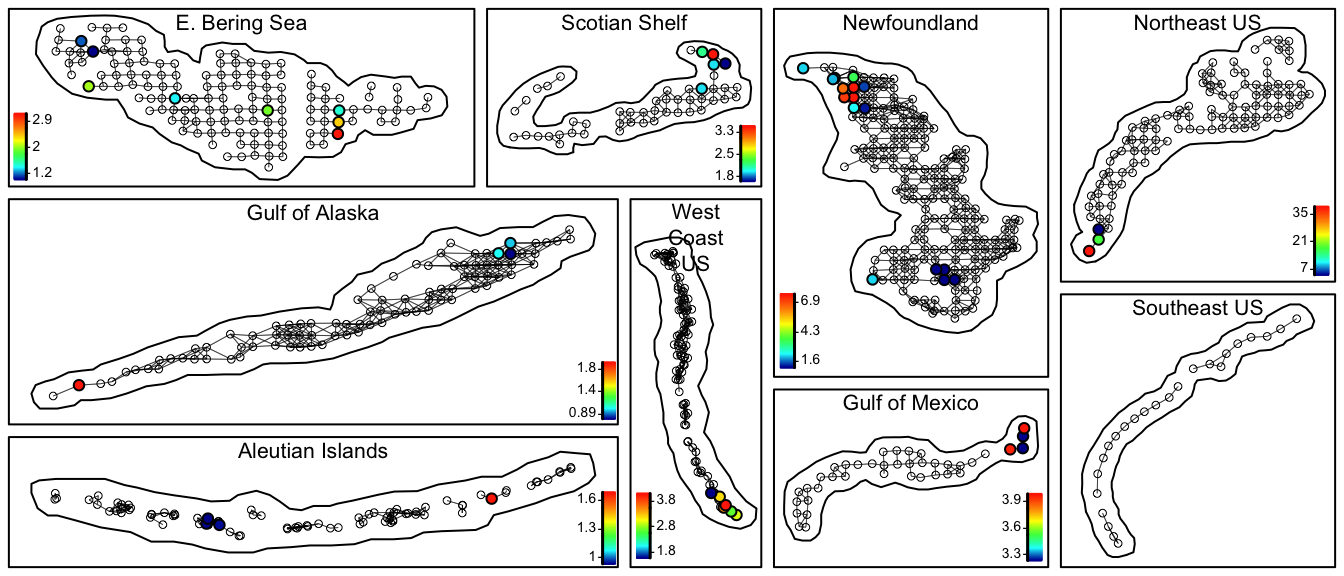 E. Bering Sea
2.9
2
1.2
Scotian Shelf
3.3
2.5
1.8
Newfoundland
6.9
4.3
1.6
Northeast US
35
21
7
Gulf of Alaska
1.8
1.4
0.89
West
Coast
US
3.8
2.8
1.8
Aleutian Islands
1.6
1.3
1
Gulf of Mexico
3.9
3.6
3.3
Southeast US